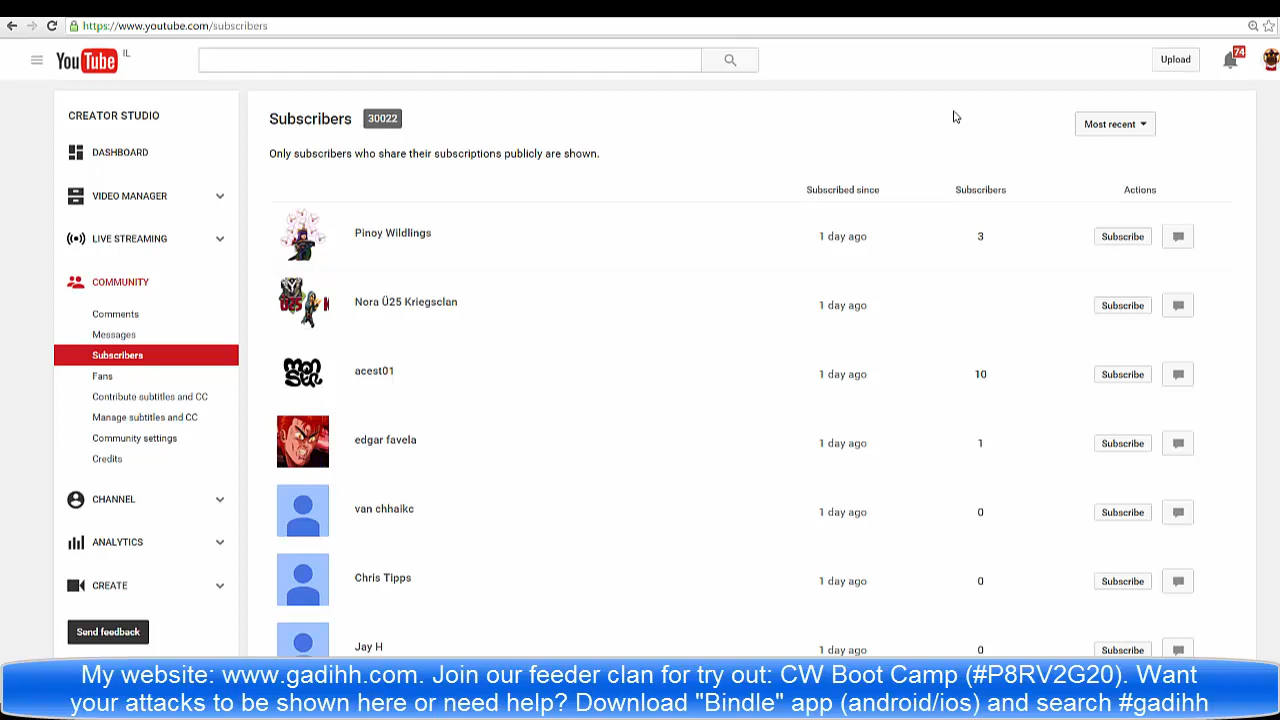 https://www.youtube.com/subscribers
YouTube IL
Upload
74
CREATOR STUDIO
DASHBOARD
VIDEO MANAGER
LIVE STREAMING
COMMUNITY
Comments
Messages
Subscribers
Fans
Contribute subtitles and CC
Manage subtitles and CC
Community settings
Credits
CHANNEL
ANALYTICS
CREATE
Send feedback
Subscribers 30022
Most recent
Only subscribers who share their subscriptions publicly are shown.
Subscribed since Subscribers Actions
Pinoy Wildlings 1 day ago 3 Subscribe
Nora Ü25 Kriegsclan 1 day ago Subscribe
acest01 1 day ago 10 Subscribe
edgar favela 1 day ago 1 Subscribe
van chhaikc 1 day ago 0 Subscribe
Chris Tipps 1 day ago 0 Subscribe
Jay H 1 day ago 0 Subscribe
My website: www.gadihh.com. Join our feeder clan for try out: CW Boot Camp (#P8RV2G20). Want
your attacks to be shown here or need help? Download "Bindle" app (android/ios) and search #gadihh